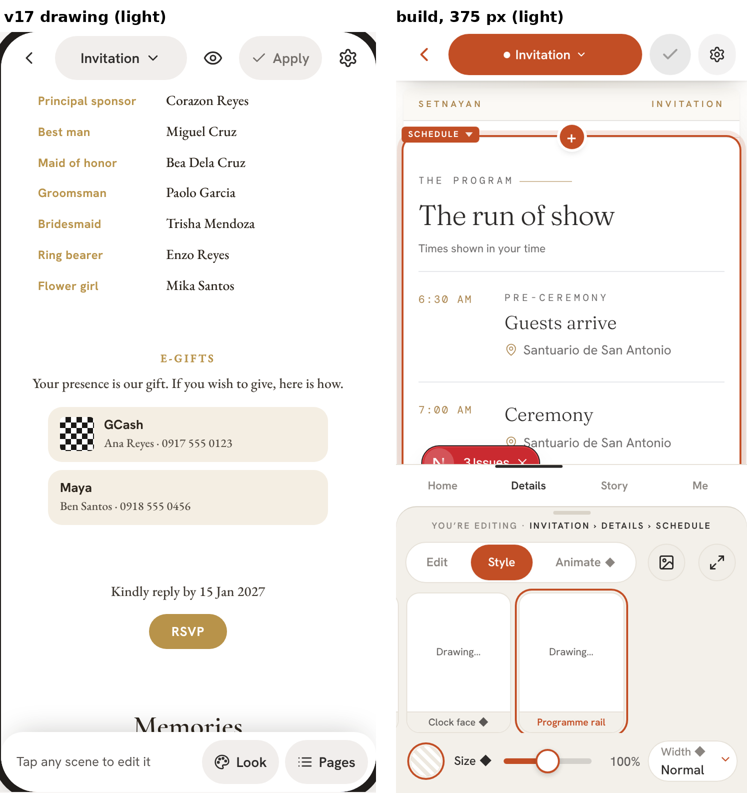 v17 drawing (light)
Invitation
Apply
Principal sponsor Corazon Reyes
Best man Miguel Cruz
Maid of honor Bea Dela Cruz
Groomsman Paolo Garcia
Bridesmaid Trisha Mendoza
Ring bearer Enzo Reyes
Flower girl Mika Santos
E-GIFTS
Your presence is our gift. If you wish to give, here is how.
GCash
Ana Reyes · 0917 555 0123
Maya
Ben Santos · 0918 555 0456
Kindly reply by 15 Jan 2027
RSVP
Memories
Tap any scene to edit it
Look
Pages
build, 375 px (light)
Invitation
SETNAYAN INVITATION
SCHEDULE
THE PROGRAM
The run of show
Times shown in your time
6:30 AM PRE-CEREMONY
Guests arrive
Santuario de San Antonio
7:00 AM Ceremony
Santuario de San Antonio
3 Issues
Home Details Story Me
YOU'RE EDITING · INVITATION › DETAILS › SCHEDULE
Edit Style Animate ◆
Drawing… Drawing…
Clock face ◆ Programme rail
Size ◆ 100% Width ◆
Normal